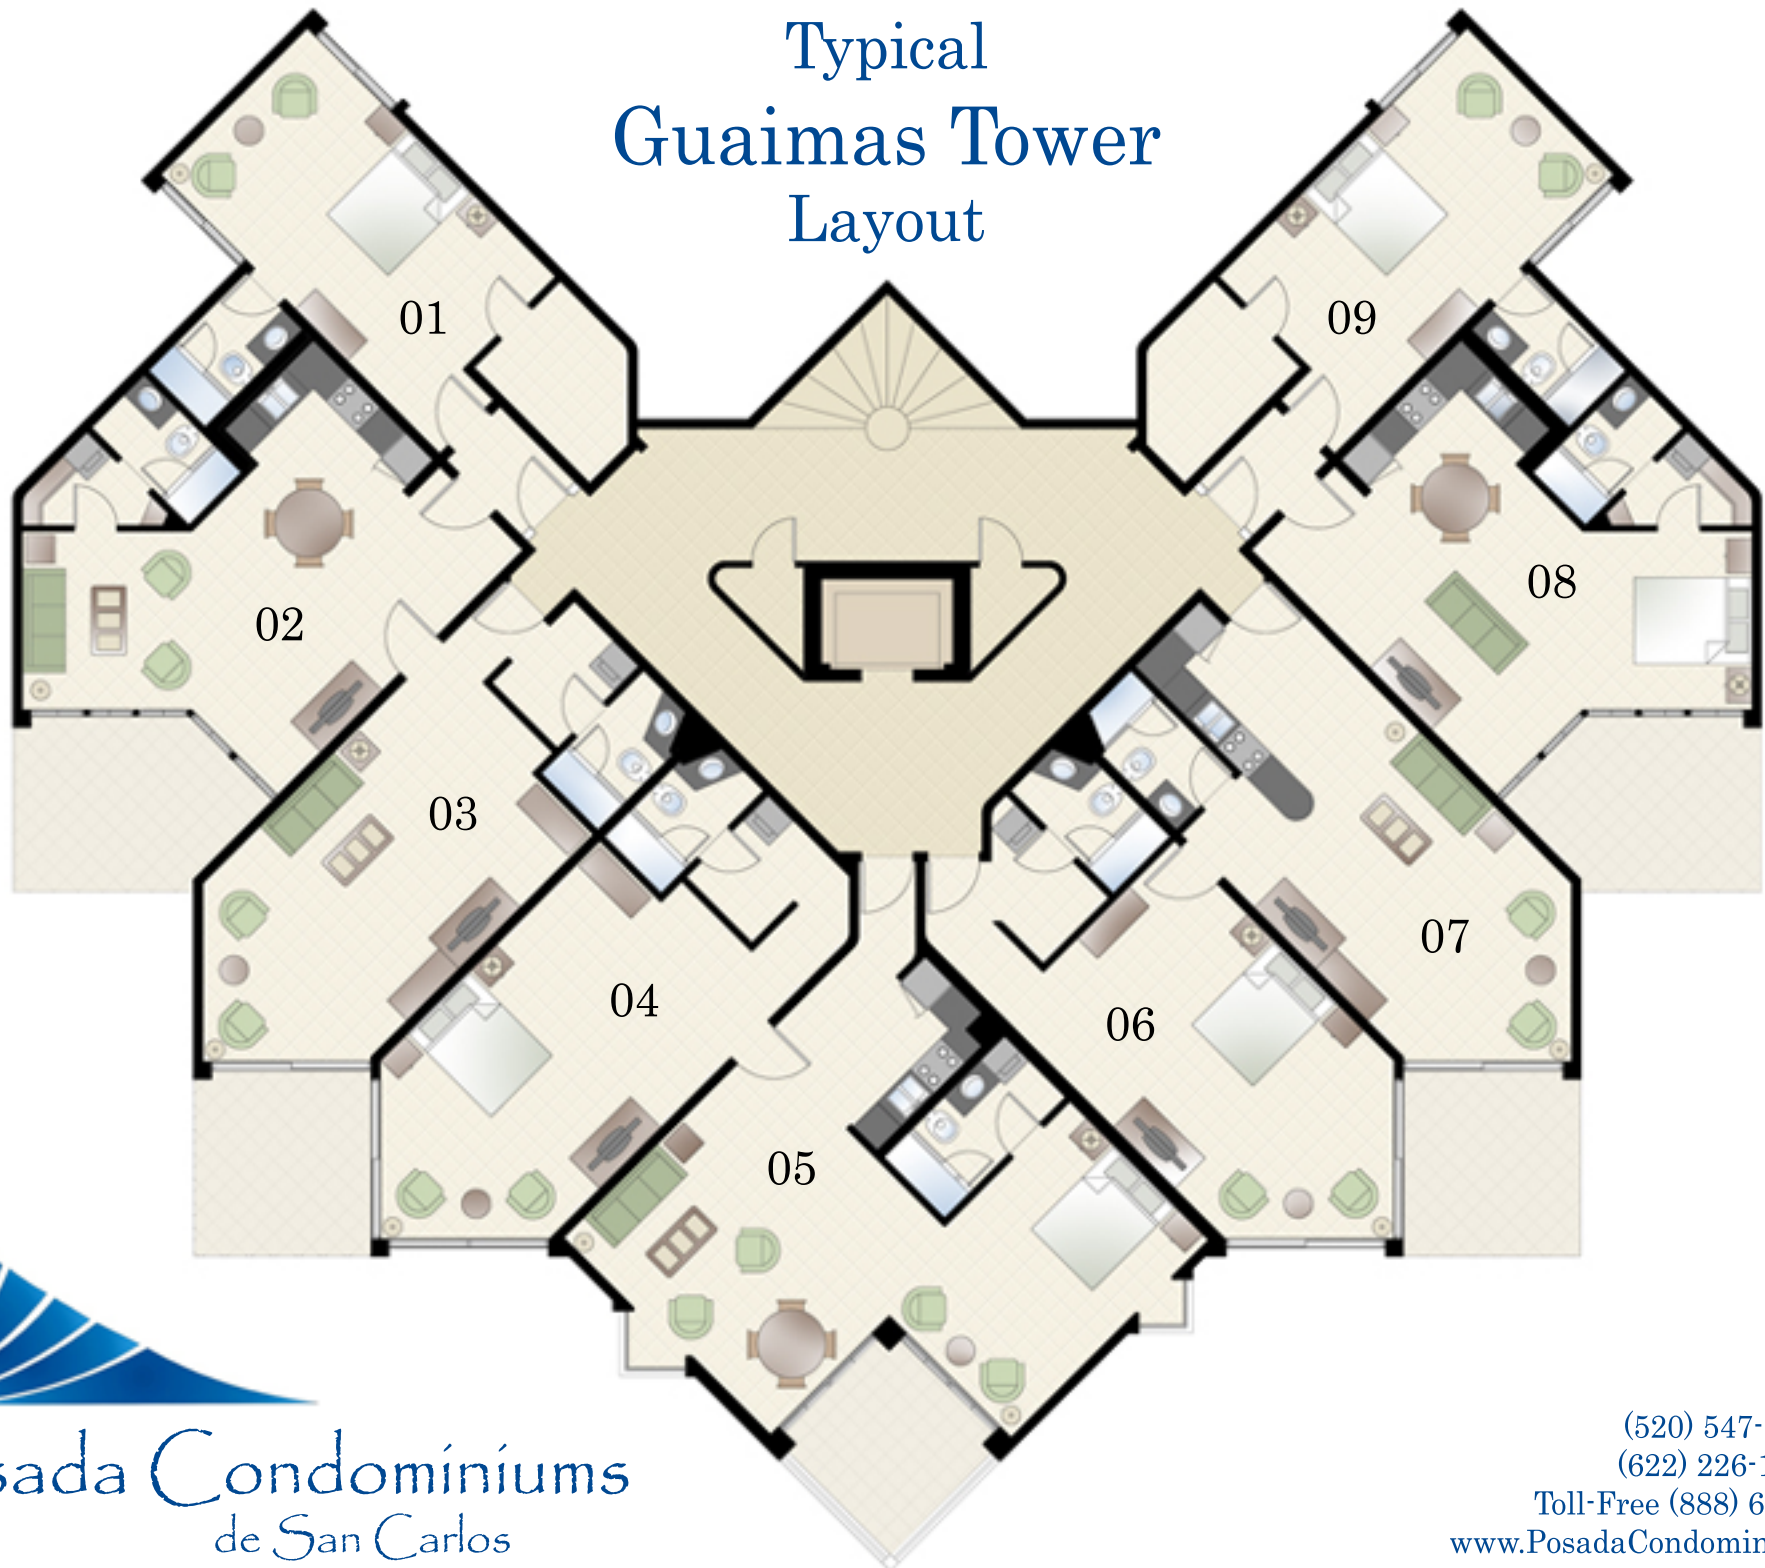 Typical
Guaimas Tower
Layout
01
09
02
08
03
07
04
06
05
Condominiums
de San Carlos
(520) 547-
(622) 226-1
Toll-Free (888) 6
www.PosadaCondomin